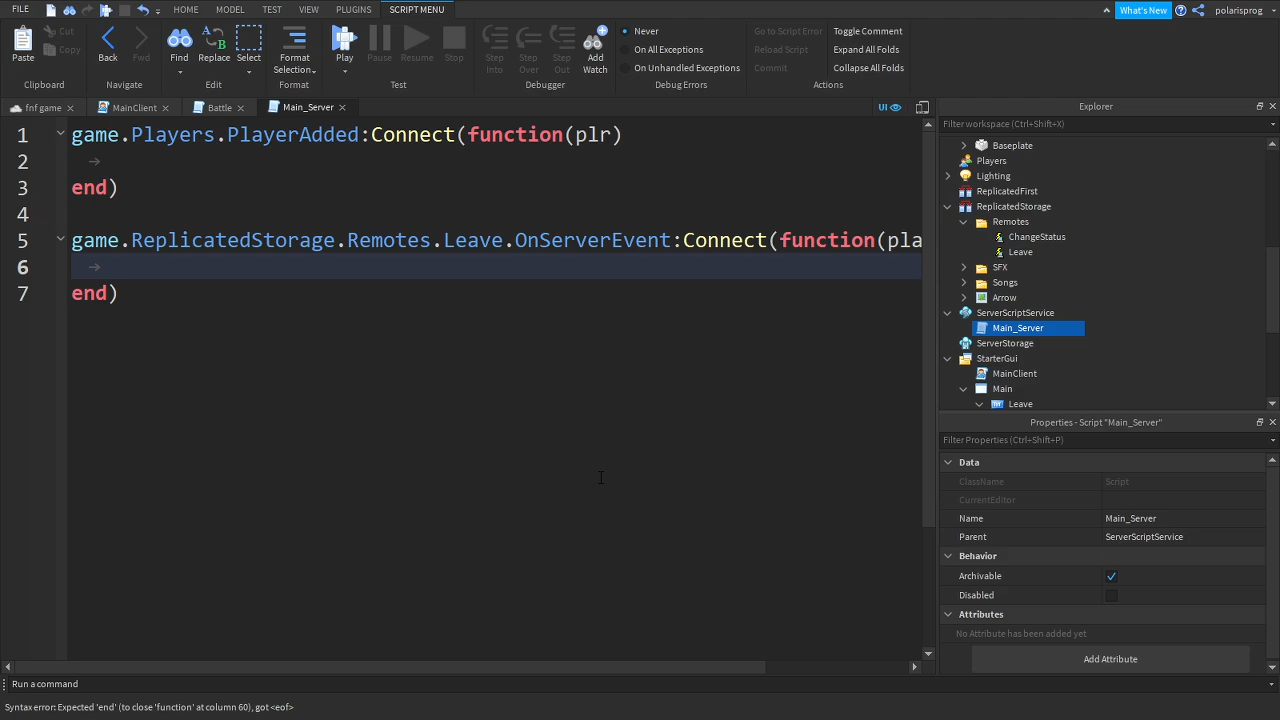 FILE HOME MODEL TEST VIEW PLUGINS SCRIPT MENU What's New polarisprog
Paste Cut Copy Back Fwd Find Replace Select Format Selection Play Pause Resume Stop Step Into Step Over Step Out Add Watch
Never
On All Exceptions
On Unhandled Exceptions
Go to Script Error
Reload Script
Commit
Toggle Comment
Expand All Folds
Collapse All Folds
Clipboard Navigate Edit Format Test Debugger Debug Errors Actions
fnf game MainClient Battle Main_Server UI
1 game.Players.PlayerAdded:Connect(function(plr)
2
3 end)
4
5 game.ReplicatedStorage.Remotes.Leave.OnServerEvent:Connect(function(pla
6
7 end)
Explorer
Filter workspace (Ctrl+Shift+X)
Baseplate
Players
Lighting
ReplicatedFirst
ReplicatedStorage
Remotes
ChangeStatus
Leave
SFX
Songs
Arrow
ServerScriptService
Main_Server
ServerStorage
StarterGui
MainClient
Main
Leave
Properties - Script "Main_Server"
Filter Properties (Ctrl+Shift+P)
Data
ClassName Script
CurrentEditor
Name Main_Server
Parent ServerScriptService
Behavior
Archivable
Disabled
Attributes
No Attribute has been added yet
Add Attribute
Run a command
Syntax error: Expected 'end' (to close 'function' at column 60), got <eof>